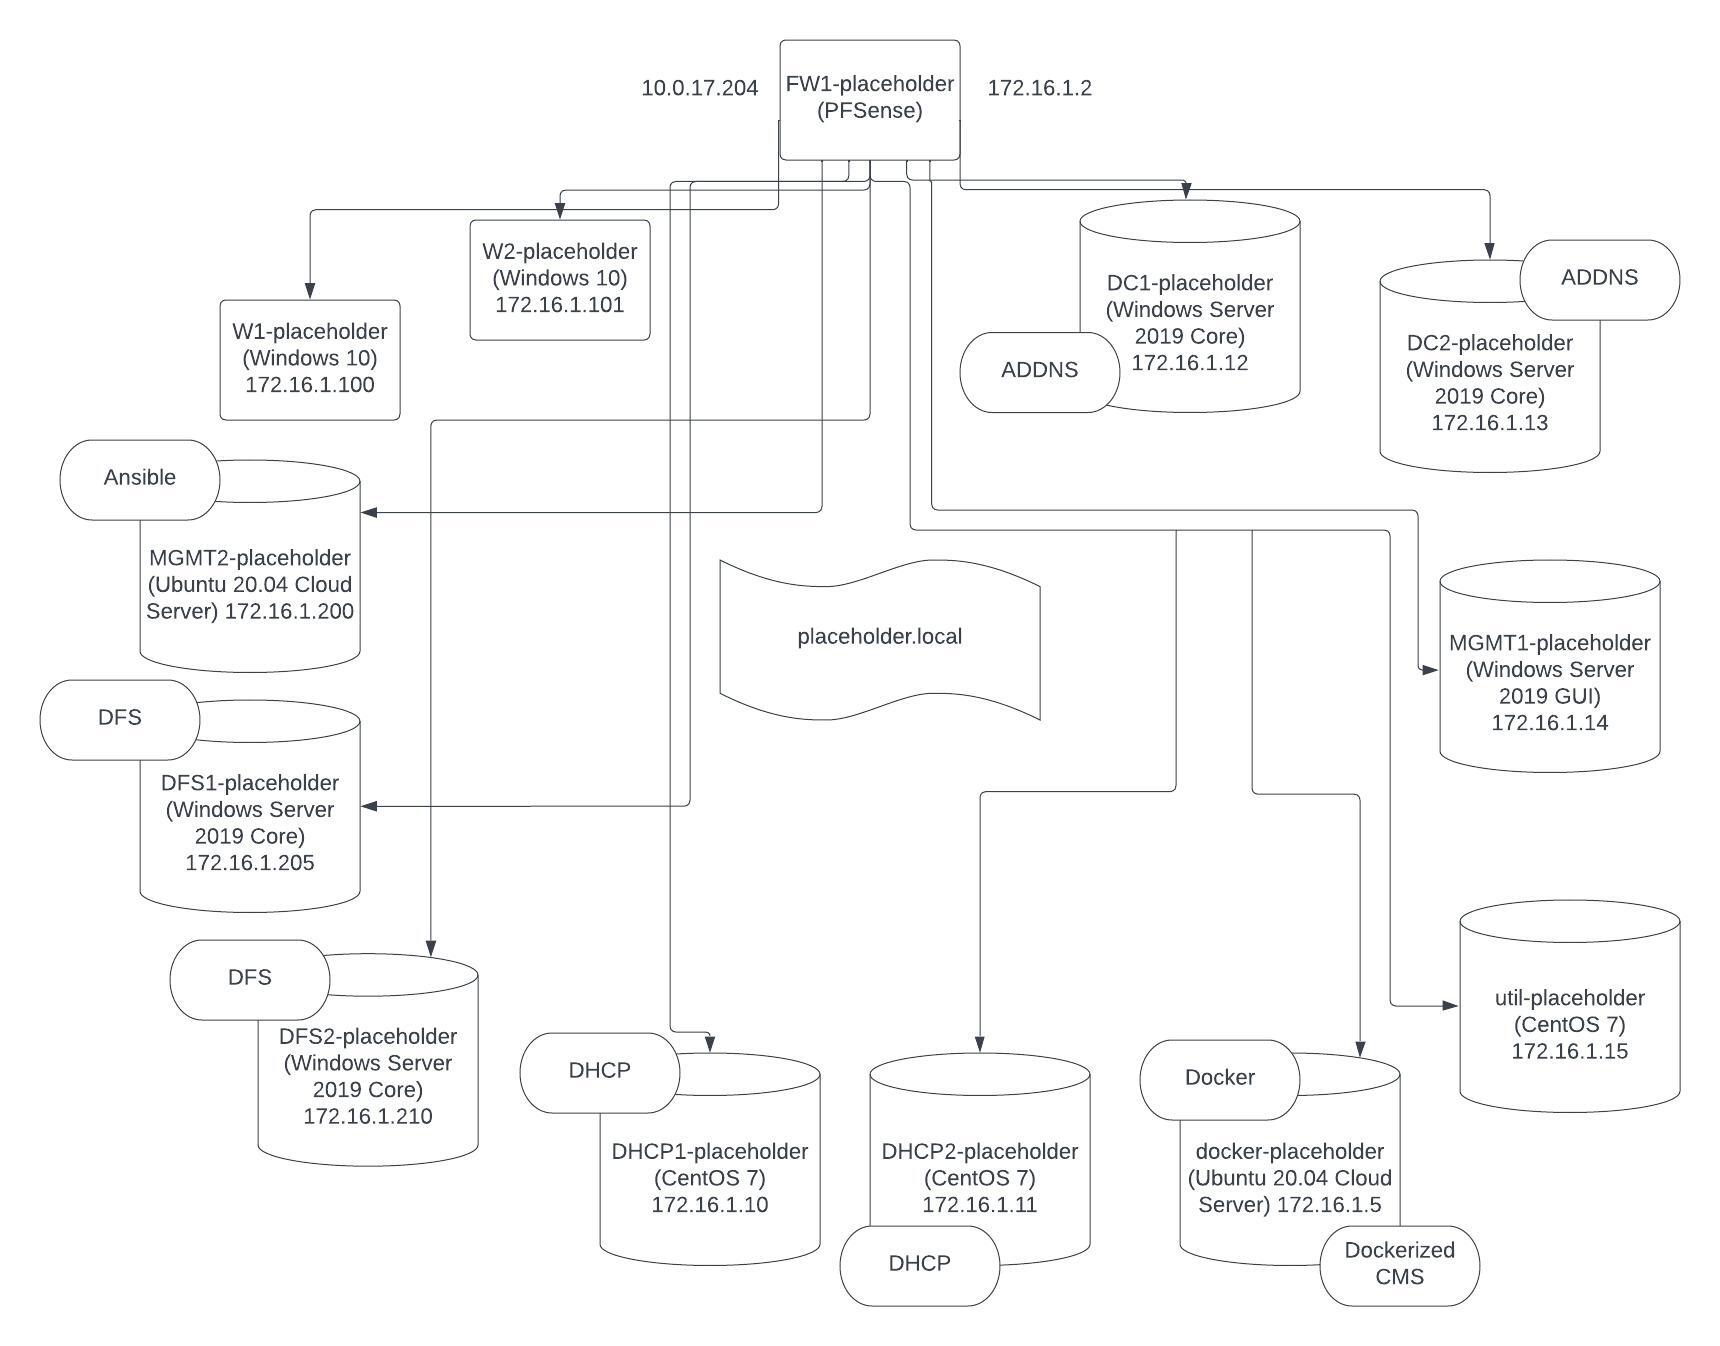 10.0.17.204
FW1-placeholder
(PFSense)
172.16.1.2
W2-placeholder
(Windows 10)
172.16.1.101
W1-placeholder
(Windows 10)
172.16.1.100
DC1-placeholder
(Windows Server
2019 Core)
172.16.1.12
ADDNS
ADDNS
DC2-placeholder
(Windows Server
2019 Core)
172.16.1.13
Ansible
MGMT2-placeholder
(Ubuntu 20.04 Cloud
Server) 172.16.1.200
placeholder.local
MGMT1-placeholder
(Windows Server
2019 GUI)
172.16.1.14
DFS
DFS1-placeholder
(Windows Server
2019 Core)
172.16.1.205
DFS
DFS2-placeholder
(Windows Server
2019 Core)
172.16.1.210
util-placeholder
(CentOS 7)
172.16.1.15
DHCP
DHCP1-placeholder
(CentOS 7)
172.16.1.10
DHCP2-placeholder
(CentOS 7)
172.16.1.11
DHCP
Docker
docker-placeholder
(Ubuntu 20.04 Cloud
Server) 172.16.1.5
Dockerized
CMS